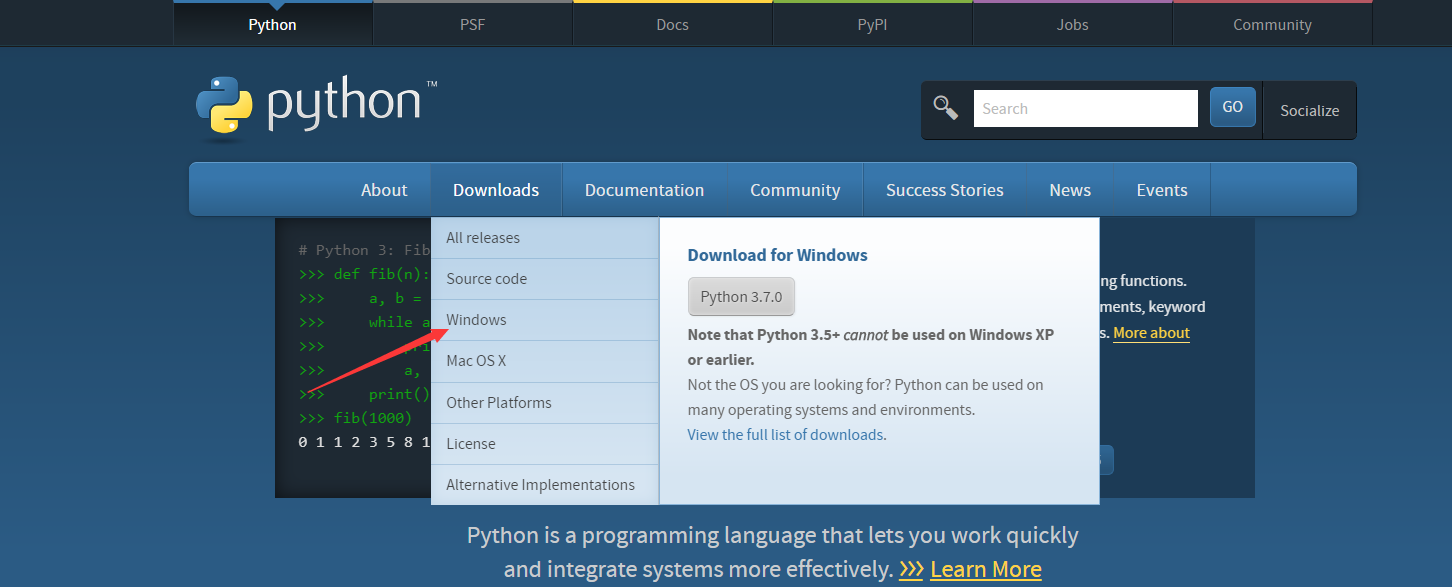 Python
PSF
Docs
PyPI
Jobs
Community
python™
Search
GO
Socialize
About
Downloads
Documentation
Community
Success Stories
News
Events
# Python 3: Fib
>>> def fib(n):
>>> a, b =
>>> while a
>>> pri
>>> a,
>>> print()
>>> fib(1000)
0 1 1 2 3 5 8 1
All releases
Source code
Windows
Mac OS X
Other Platforms
License
Alternative Implementations
Download for Windows
Python 3.7.0
Note that Python 3.5+ cannot be used on Windows XP
or earlier.
Not the OS you are looking for? Python can be used on
many operating systems and environments.
View the full list of downloads.
ng functions.
ments, keyword
s. More about
Python is a programming language that lets you work quickly
and integrate systems more effectively. >>> Learn More